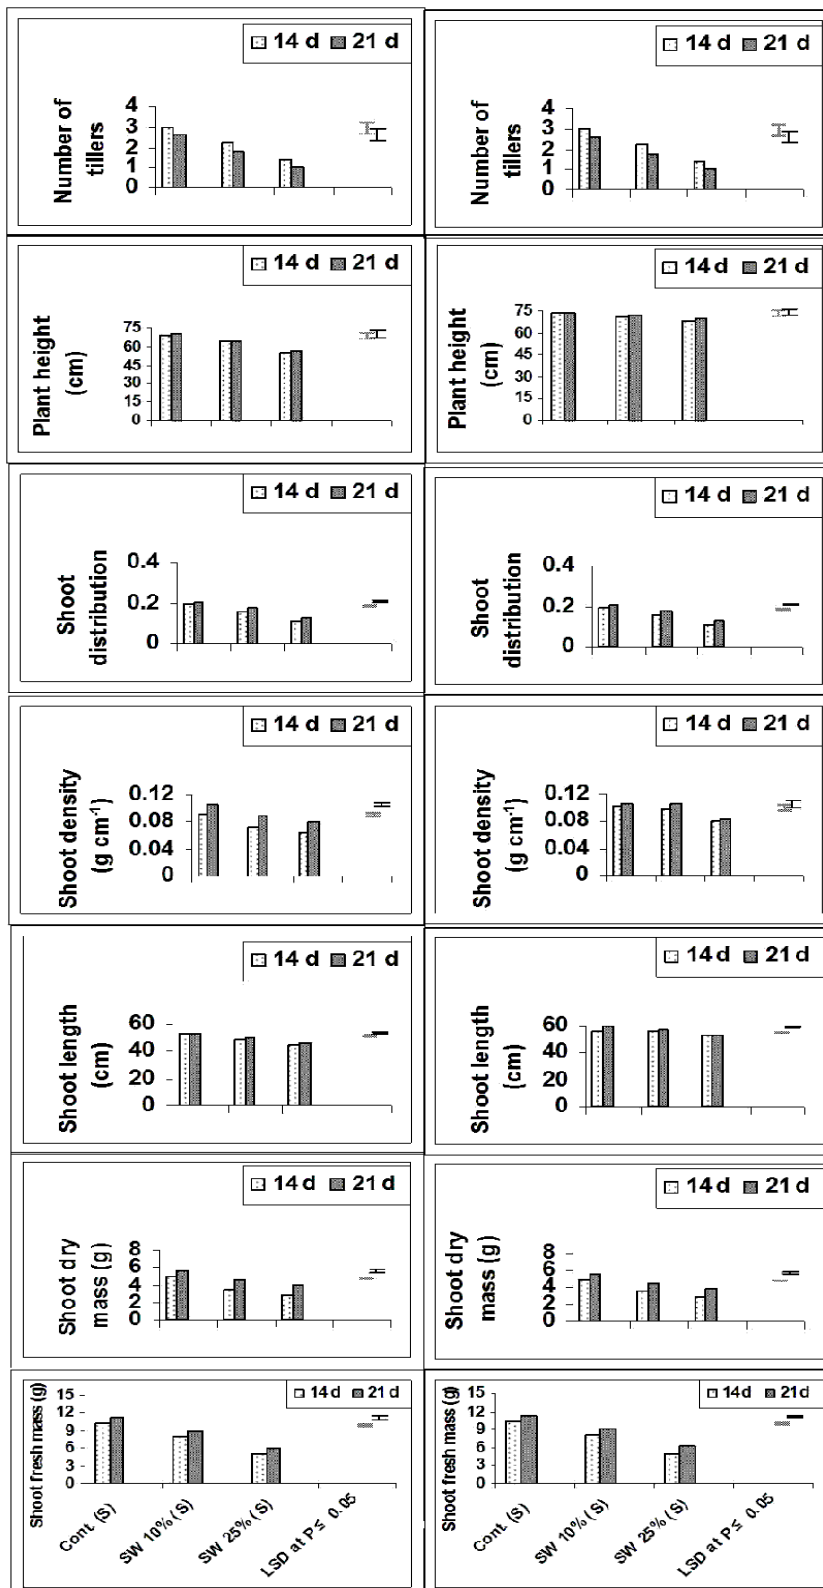 14 d 21 d
Number of tillers
4
3
2
1
0
14 d 21 d
Number of tillers
4
3
2
1
0
14 d 21 d
Plant height (cm)
75
60
45
30
15
0
14 d 21 d
Plant height (cm)
75
60
45
30
15
0
14 d 21 d
Shoot distribution
0.4
0.2
0
14 d 21 d
Shoot distribution
0.4
0.2
0
14 d 21 d
Shoot density (g cm-1)
0.12
0.08
0.04
0
14 d 21 d
Shoot density (g cm-1)
0.12
0.08
0.04
0
14 d 21 d
Shoot length (cm)
60
40
20
0
14 d 21 d
Shoot length (cm)
60
40
20
0
14 d 21 d
Shoot dry mass (g)
8
6
4
2
0
14 d 21 d
Shoot dry mass (g)
8
6
4
2
0
14 d 21 d
Shoot fresh mass (g)
15
12
9
6
3
0
Cont. (S)
SW 10% (S)
SW 25% (S)
LSD at P≤ 0.05
14 d 21 d
Shoot fresh mass (g)
15
12
9
6
3
0
Cont. (S)
SW 10% (S)
SW 25% (S)
LSD at P≤ 0.05